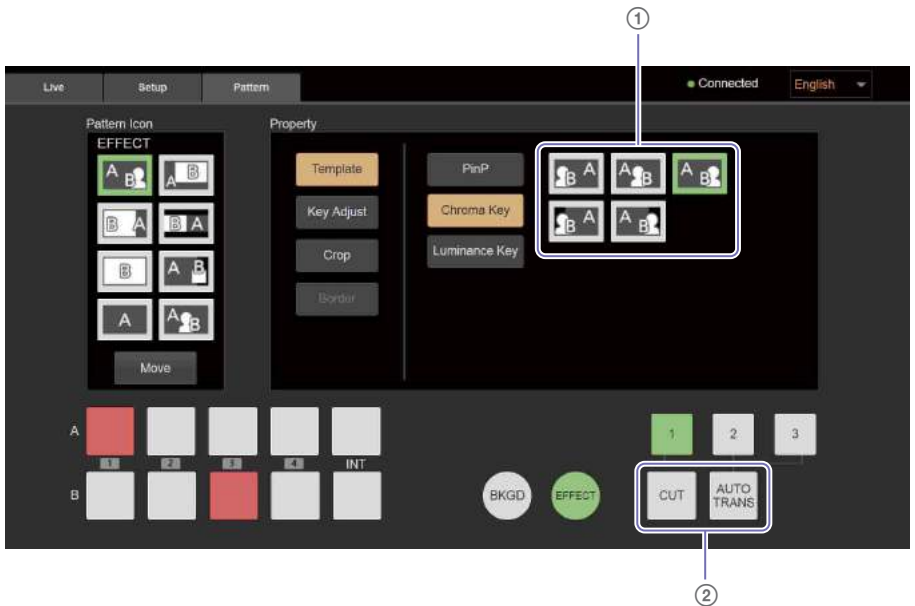 ①
Live Setup Pattern Connected English
Pattern Icon Property
EFFECT
A B A B
B A B A
B A B
A A B
Move
Template
Key Adjust
Crop
Border
PinP
Chroma Key
Luminance Key
B A A B A B
B A A B
A
1 2 3 4 INT
B
BKGD EFFECT
1 2 3
CUT AUTO TRANS
②